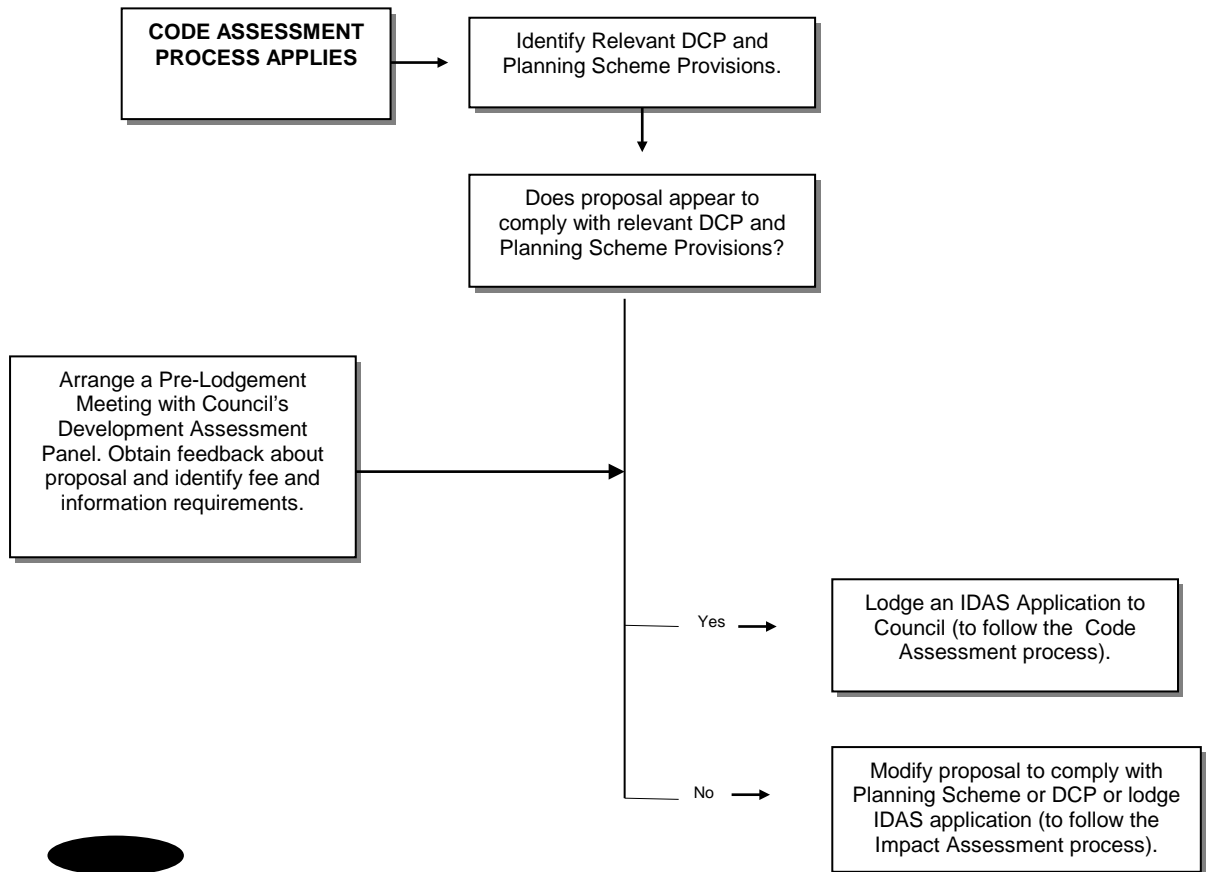 CODE ASSESSMENT
PROCESS APPLIES
Identify Relevant DCP and
Planning Scheme Provisions.
Does proposal appear to
comply with relevant DCP and
Planning Scheme Provisions?
Arrange a Pre-Lodgement
Meeting with Council’s
Development Assessment
Panel. Obtain feedback about
proposal and identify fee and
information requirements.
Yes
Lodge an IDAS Application to
Council (to follow the Code
Assessment process).
No
Modify proposal to comply with
Planning Scheme or DCP or lodge
IDAS application (to follow the
Impact Assessment process).